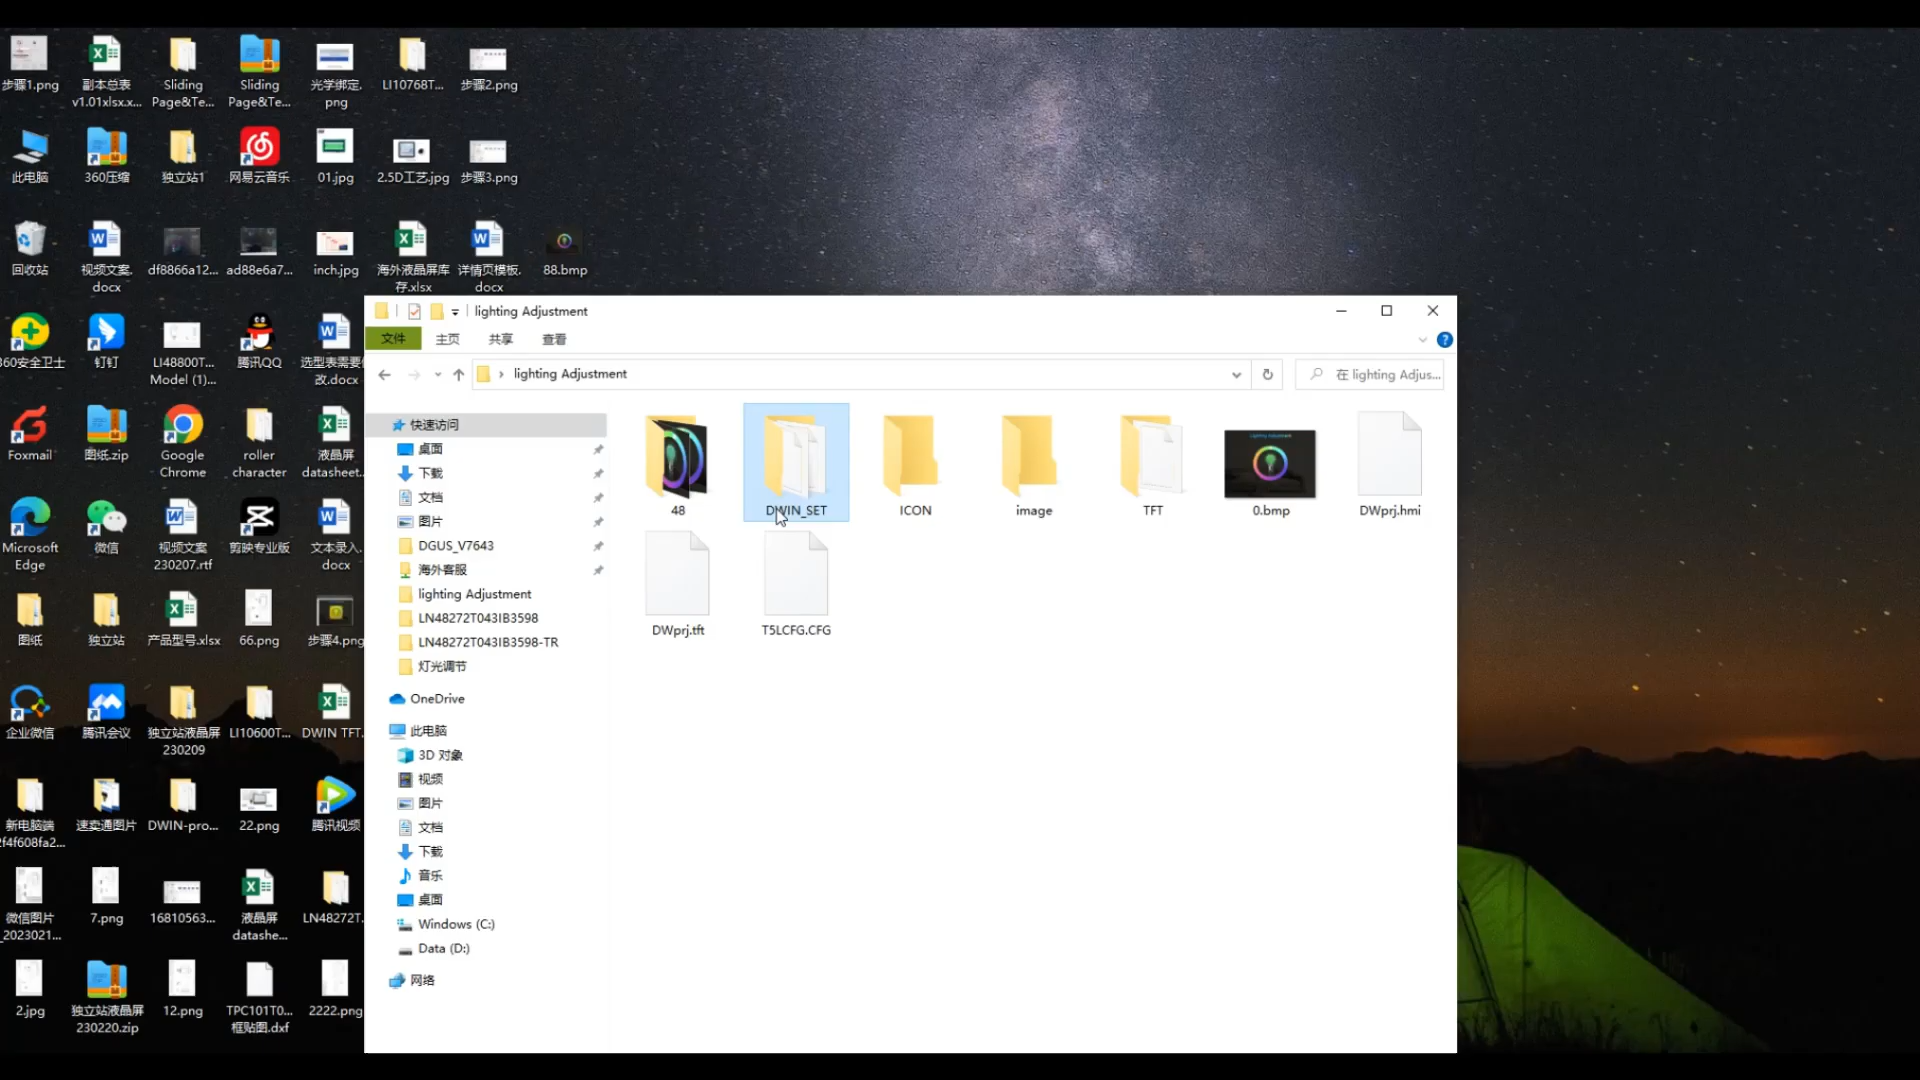 步骤1.png
副本总表
v1.01xlsx.x...
Sliding
Page&Te...
Sliding
Page&Te...
光学绑定.
png
LI10768T...
步骤2.png
此电脑
360压缩
独立站1
网易云音乐
01.jpg
2.5D工艺.jpg
步骤3.png
回收站
视频文案.
docx
df8866a12...
ad88e6a7...
inch.jpg
海外液晶屏库
存.xlsx
详情页模板.
docx
88.bmp
360安全卫士
钉钉
LI48800T...
Model (1)...
腾讯QQ
选型表需要
改.docx
Foxmail
图纸.zip
Google
Chrome
roller
character
液晶屏
datasheet.
Microsoft
Edge
微信
视频文案
230207.rtf
剪映专业版
文本录入.
docx
图纸
独立站
产品型号.xlsx
66.png
步骤4.png
企业微信
腾讯会议
独立站液晶屏
230209
LI10600T...
DWIN TFT.
新电脑端
2f4f608fa2...
速卖通图片
DWIN-pro...
22.png
腾讯视频
微信图片
_2023021...
7.png
16810563...
液晶屏
datashe...
LN48272T.
2.jpg
独立站液晶屏
230220.zip
12.png
TPC101T0...
框贴图.dxf
2222.png
lighting Adjustment
文件
主页
共享
查看
lighting Adjustment
在 lighting Adjus...
快速访问
桌面
下载
文档
图片
DGUS_V7643
海外客服
lighting Adjustment
LN48272T043IB3598
LN48272T043IB3598-TR
灯光调节
OneDrive
此电脑
3D 对象
视频
图片
文档
下载
音乐
桌面
Windows (C:)
Data (D:)
网络
48
DWIN_SET
ICON
image
TFT
0.bmp
DWprj.hmi
DWprj.tft
T5LCFG.CFG